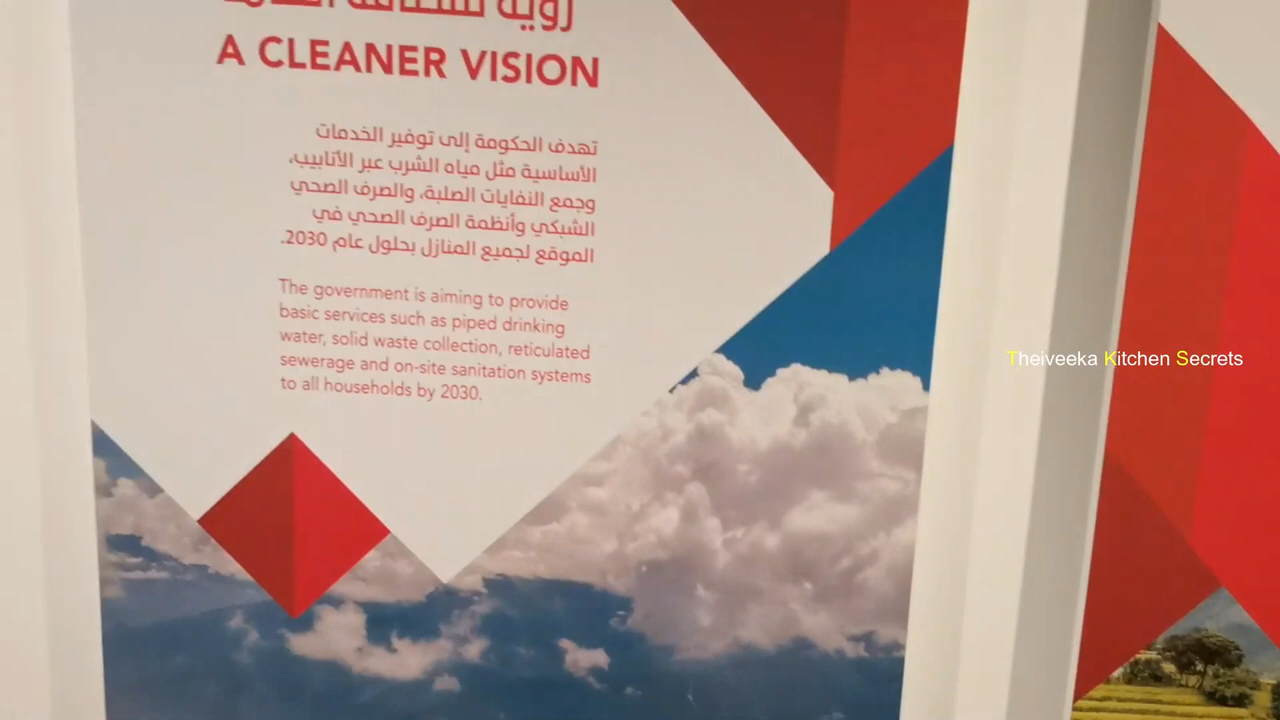 A CLEANER VISION
تهدف الحكومة إلى توفير الخدمات
الأساسية مثل مياه الشرب عبر الأنابيب،
وجمع النفايات الصلبة، والصرف الصحي
الشبكي وأنظمة الصرف الصحي في
الموقع لجميع المنازل بحلول عام 2030.
The government is aiming to provide
basic services such as piped drinking
water, solid waste collection, reticulated
sewerage and on-site sanitation systems
to all households by 2030.
Theiveeka Kitchen Secrets